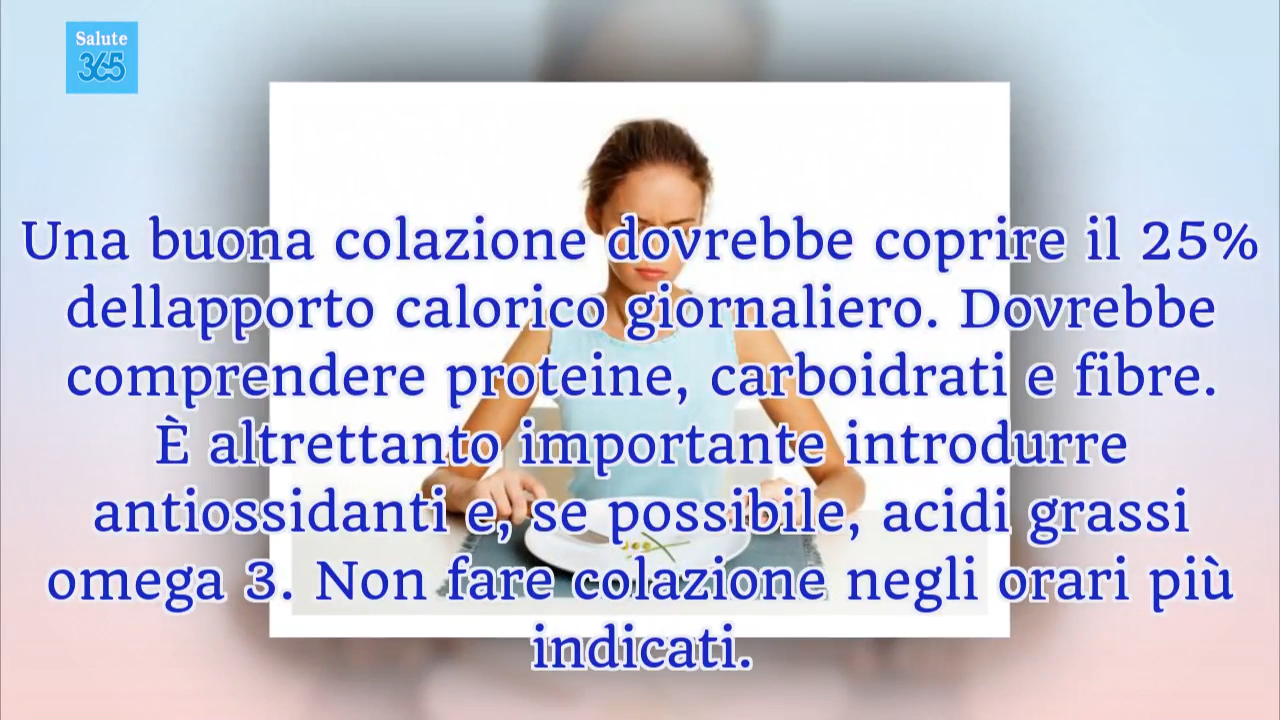 Salute
365
Una buona colazione dovrebbe coprire il 25%
dellapporto calorico giornaliero. Dovrebbe
comprendere proteine, carboidrati e fibre.
È altrettanto importante introdurre
antiossidanti e, se possibile, acidi grassi
omega 3. Non fare colazione negli orari più
indicati.